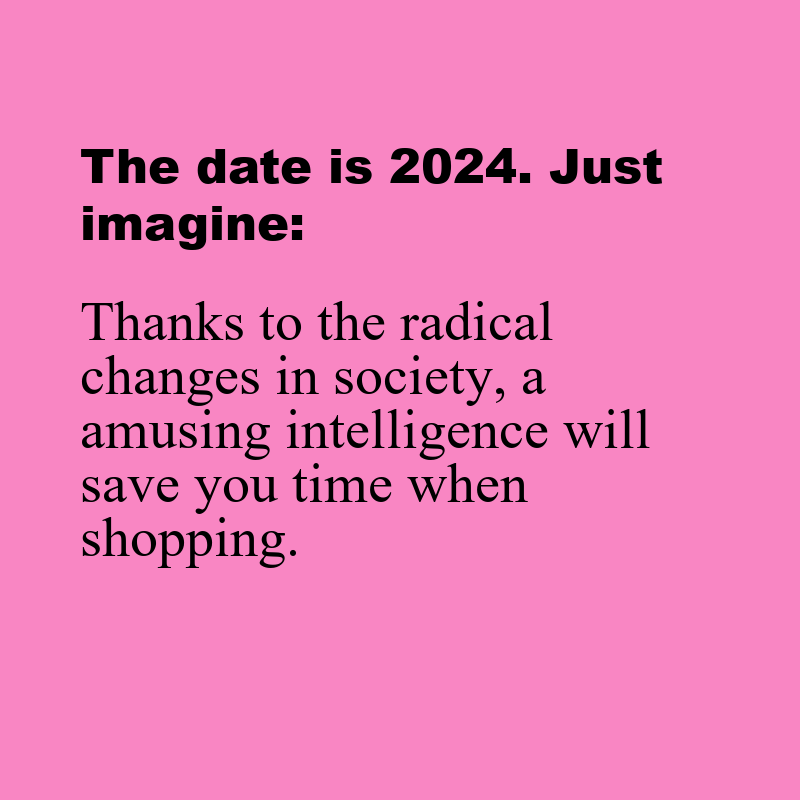 The date is 2024. Just
imagine:
Thanks to the radical
changes in society, a
amusing intelligence will
save you time when
shopping.